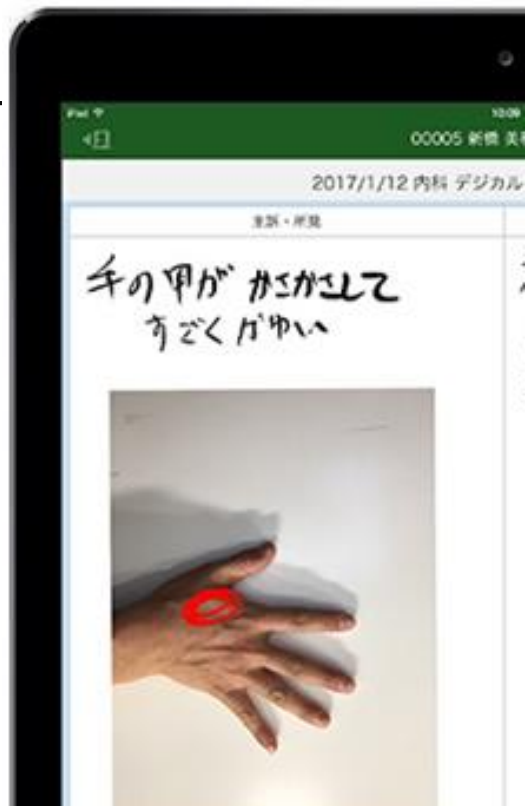 iPad
10:09
00005 新橋 美
2017/1/12 内科 デジカル
主訴・所見
手の甲が かさかさして
すごくかゆい